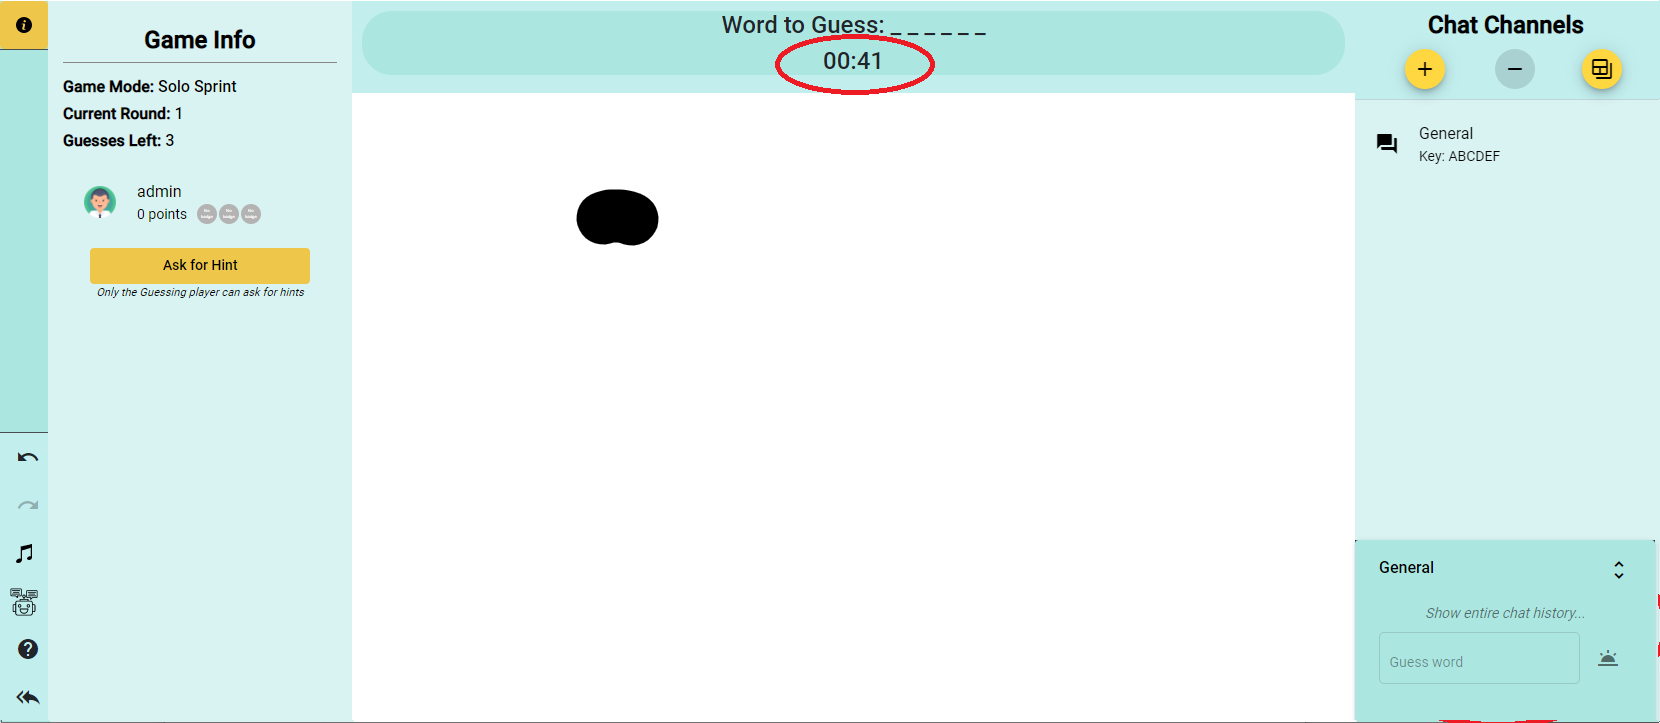 Game Info
Game Mode: Solo Sprint
Current Round: 1
Guesses Left: 3
admin
0 points
Ask for Hint
Only the Guessing player can ask for hints
Word to Guess: _ _ _ _ _ _
00:41
Chat Channels
General
Key: ABCDEF
General
Show entire chat history...
Guess word